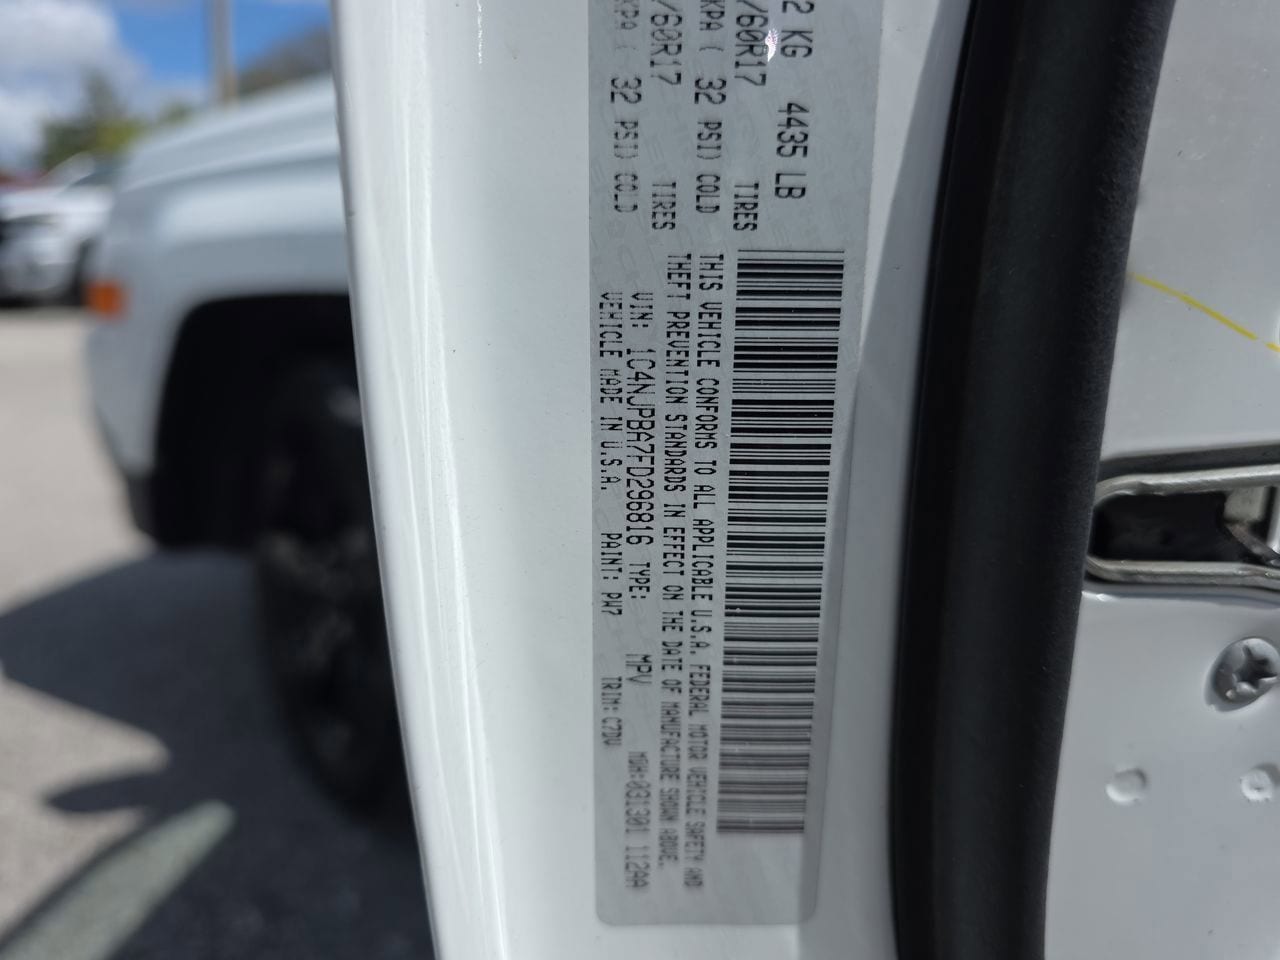 2 KG 4435 LB
/60R17 TIRES
KPA ( 32 PSI) COLD
/60R17 TIRES
KPA ( 32 PSI) COLD
THIS VEHICLE CONFORMS TO ALL APPLICABLE U.S.A. FEDERAL MOTOR VEHICLE SAFETY AND
THEFT PREVENTION STANDARDS IN EFFECT ON THE DATE OF MANUFACTURE SHOWN ABOVE.
VIN: 1C4NJPBA7FD296816 TYPE: MPV MDH:031301 112AA
VEHICLE MADE IN U.S.A. PAINT: PW7 TRIM: C7DV